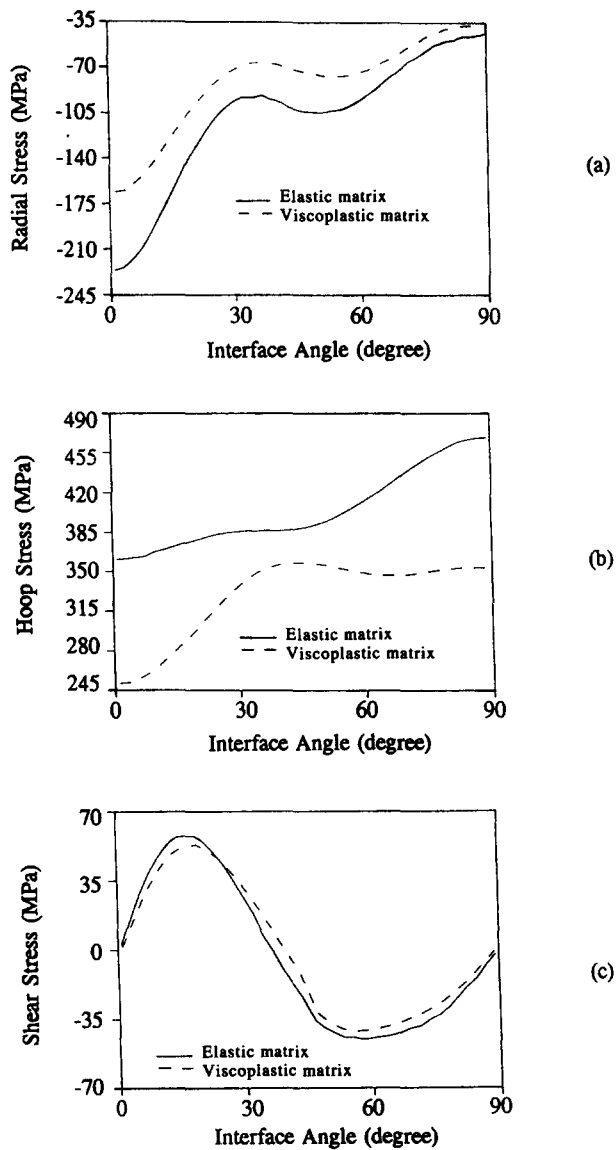 -35
-70
-105
-140
-175
-210
-245
Radial Stress (MPa)
Elastic matrix
Viscoplastic matrix
0 30 60 90
Interface Angle (degree)
(a)
490
455
420
385
350
315
280
245
Hoop Stress (MPa)
Elastic matrix
Viscoplastic matrix
0 30 60 90
Interface Angle (degree)
(b)
70
35
0
-35
-70
Shear Stress (MPa)
Elastic matrix
Viscoplastic matrix
0 30 60 90
Interface Angle (degree)
(c)